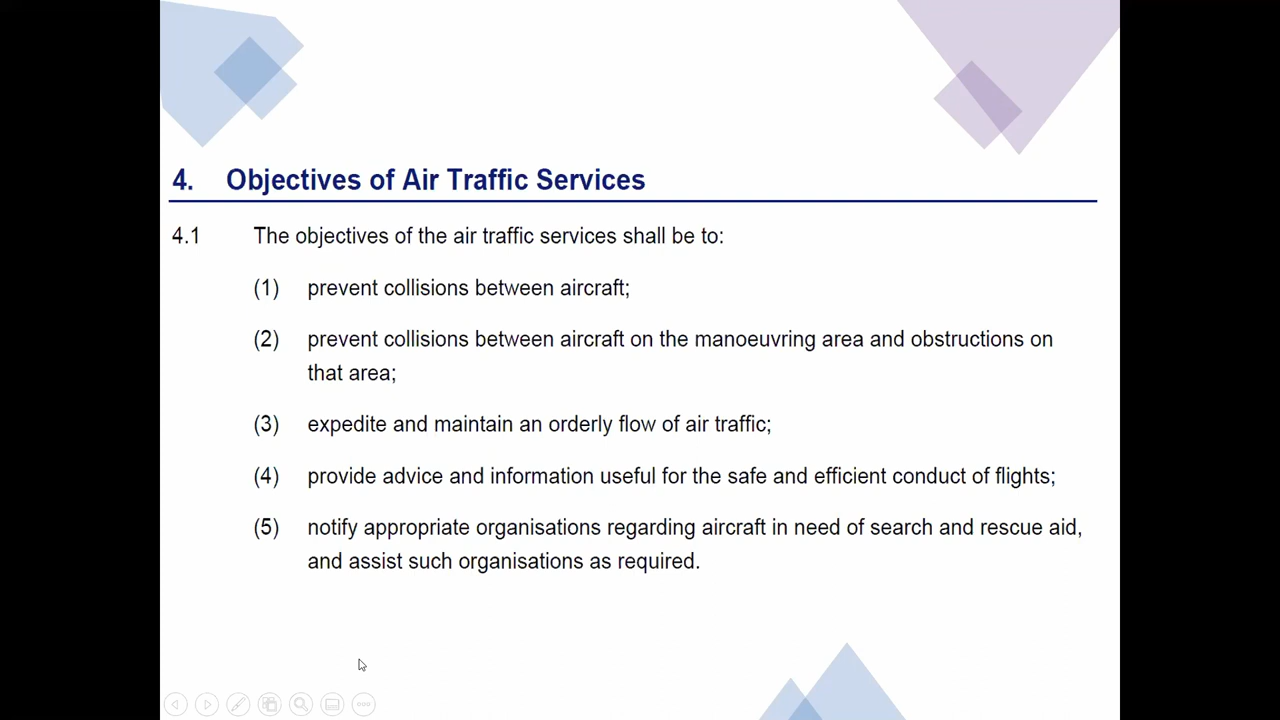 4. Objectives of Air Traffic Services
4.1 The objectives of the air traffic services shall be to:
(1) prevent collisions between aircraft;
(2) prevent collisions between aircraft on the manoeuvring area and obstructions on
that area;
(3) expedite and maintain an orderly flow of air traffic;
(4) provide advice and information useful for the safe and efficient conduct of flights;
(5) notify appropriate organisations regarding aircraft in need of search and rescue aid,
and assist such organisations as required.